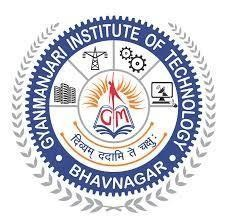 GYANMANJARI INSTITUTE OF TECHNOLOGY
GM
दिव्यम् ददामि ते चक्षुः
• BHAVNAGAR •